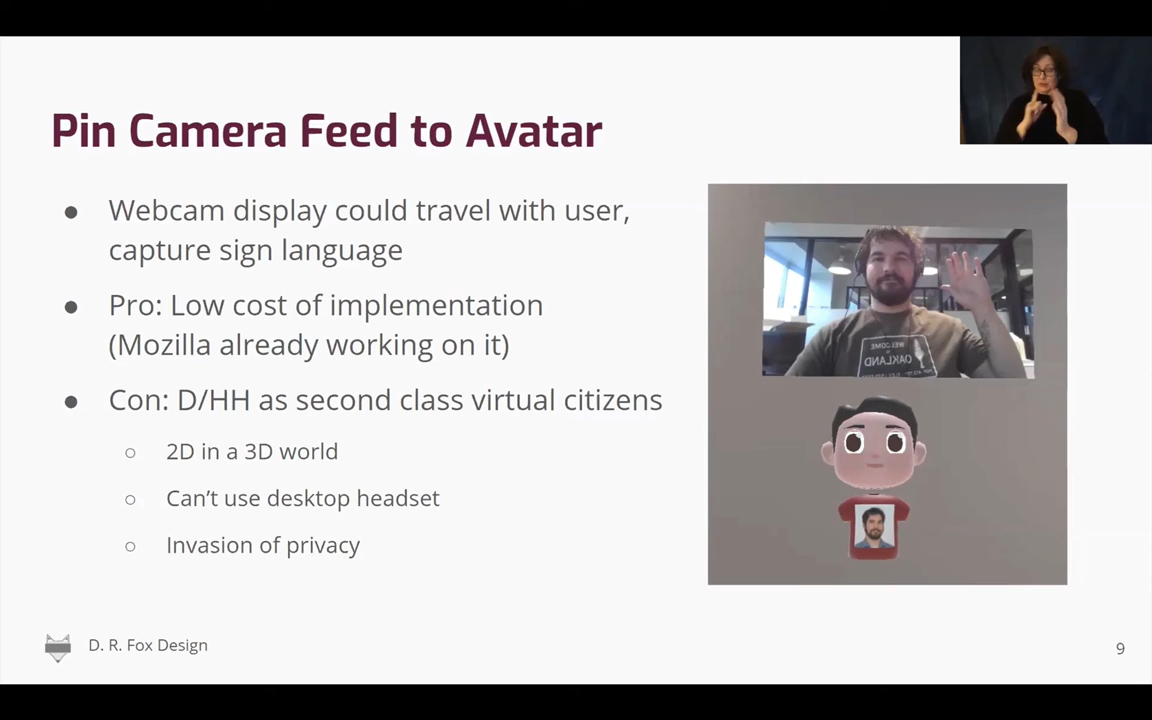 Pin Camera Feed to Avatar
● Webcam display could travel with user,
capture sign language
● Pro: Low cost of implementation
(Mozilla already working on it)
● Con: D/HH as second class virtual citizens
○ 2D in a 3D world
○ Can't use desktop headset
○ Invasion of privacy
WELCOME
OAKLAND
D. R. Fox Design
9